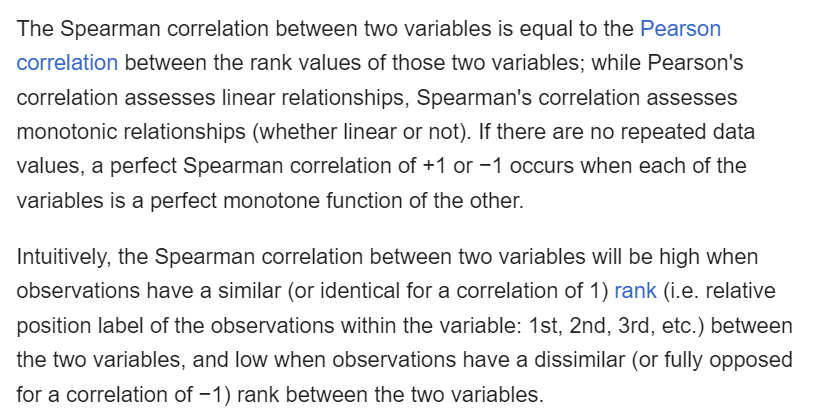 The Spearman correlation between two variables is equal to the Pearson
correlation between the rank values of those two variables; while Pearson's
correlation assesses linear relationships, Spearman's correlation assesses
monotonic relationships (whether linear or not). If there are no repeated data
values, a perfect Spearman correlation of +1 or −1 occurs when each of the
variables is a perfect monotone function of the other.
Intuitively, the Spearman correlation between two variables will be high when
observations have a similar (or identical for a correlation of 1) rank (i.e. relative
position label of the observations within the variable: 1st, 2nd, 3rd, etc.) between
the two variables, and low when observations have a dissimilar (or fully opposed
for a correlation of −1) rank between the two variables.